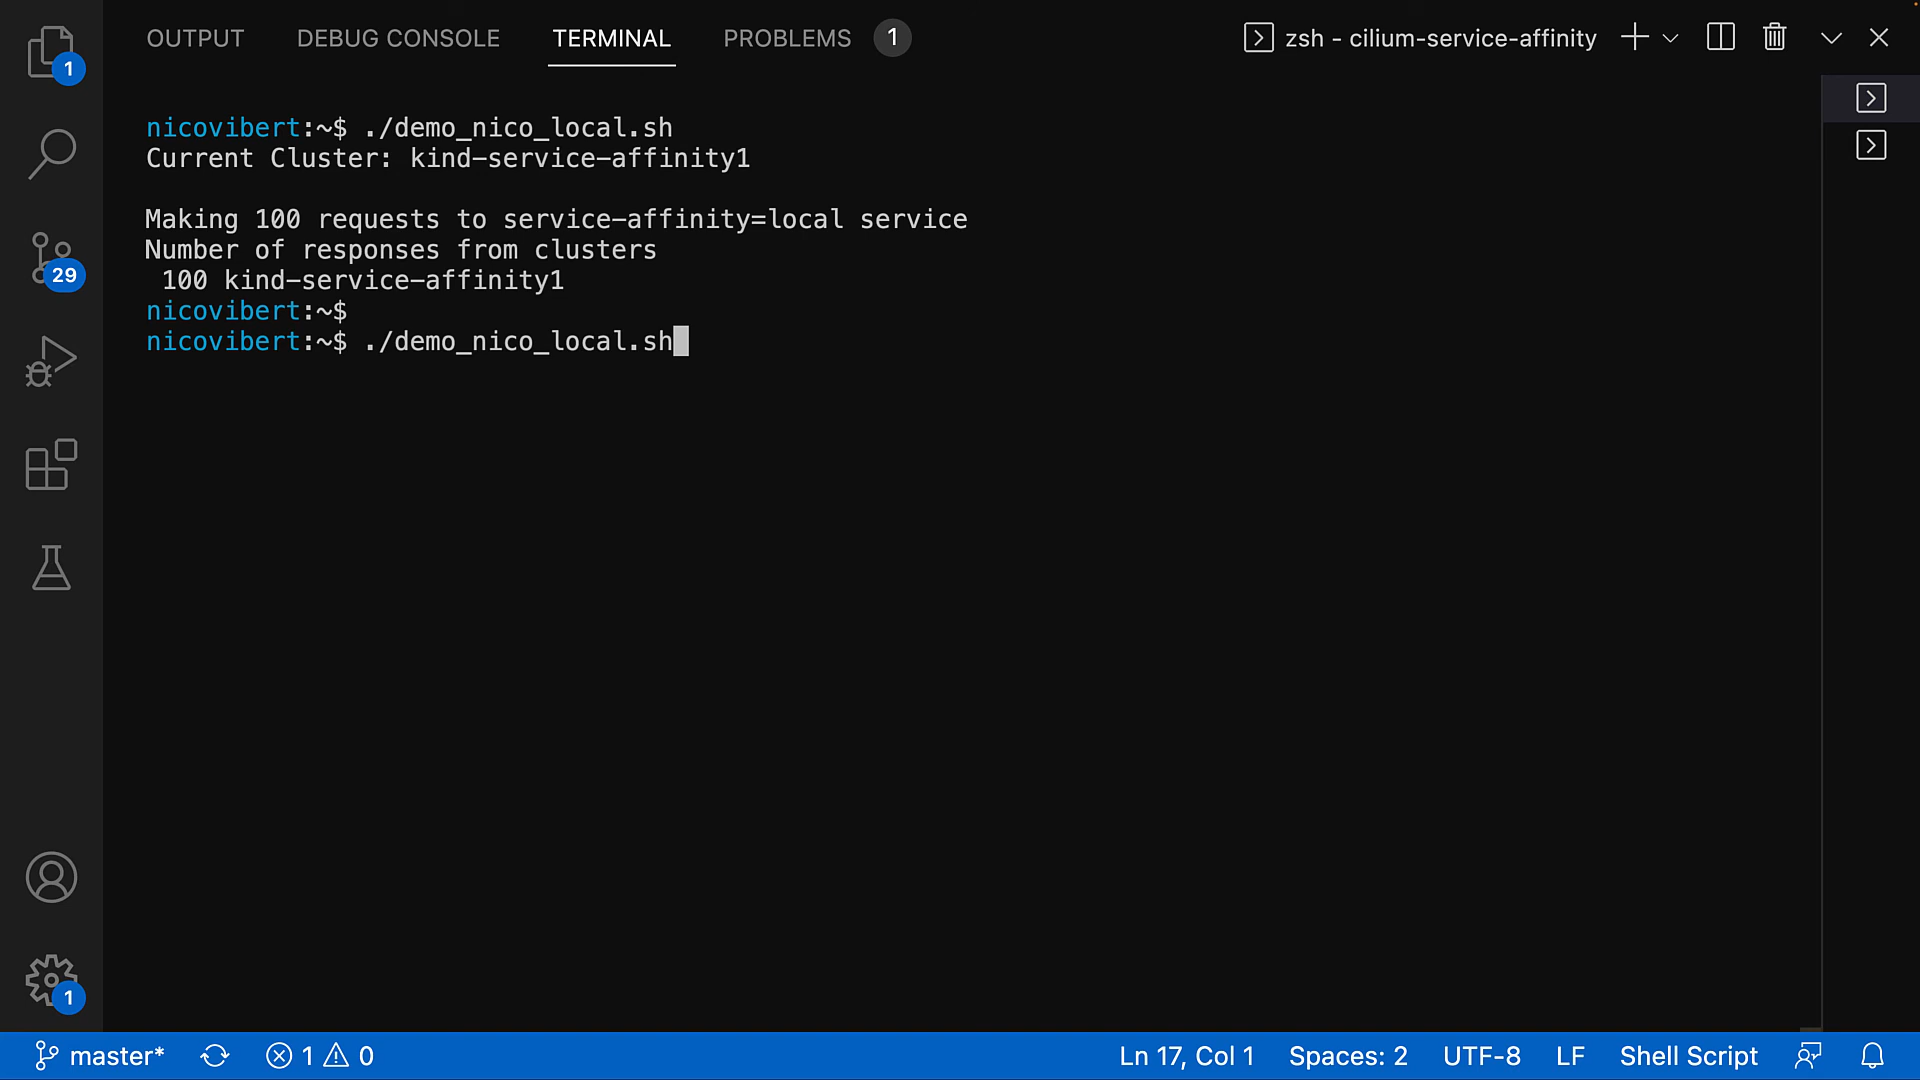 OUTPUT DEBUG CONSOLE TERMINAL PROBLEMS 1 zsh - cilium-service-affinity
1
29
1
nicovibert:~$ ./demo_nico_local.sh
Current Cluster: kind-service-affinity1
Making 100 requests to service-affinity=local service
Number of responses from clusters
100 kind-service-affinity1
nicovibert:~$
nicovibert:~$ ./demo_nico_local.sh
master* 1 0 Ln 17, Col 1 Spaces: 2 UTF-8 LF Shell Script